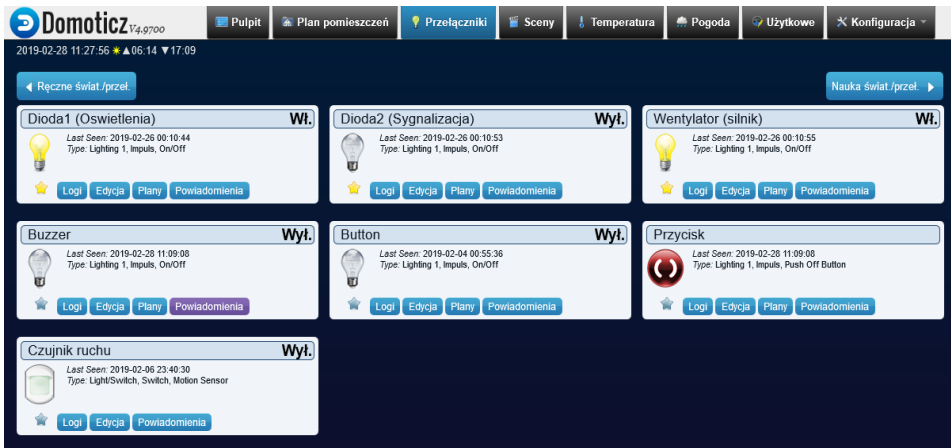 Domoticz V4.9700 Pulpit Plan pomieszczeń Przełączniki Sceny Temperatura Pogoda Użytkowe Konfiguracja
2019-02-28 11:27:56 ☀ ▲06:14 ▼17:09
Ręczne świat./przeł. Nauka świat./przeł.
Dioda1 (Oswietlenia) Wł.
Last Seen: 2019-02-26 00:10:44
Type: Lighting 1, Impuls, On/Off
Logi Edycja Plany Powiadomienia
Dioda2 (Sygnalizacja) Wył.
Last Seen: 2019-02-26 00:10:53
Type: Lighting 1, Impuls, On/Off
Logi Edycja Plany Powiadomienia
Wentylator (silnik) Wł.
Last Seen: 2019-02-26 00:10:55
Type: Lighting 1, Impuls, On/Off
Logi Edycja Plany Powiadomienia
Buzzer Wył.
Last Seen: 2019-02-28 11:09:08
Type: Lighting 1, Impuls, On/Off
Logi Edycja Plany Powiadomienia
Button Wył.
Last Seen: 2019-02-04 00:55:36
Type: Lighting 1, Impuls, On/Off
Logi Edycja Plany Powiadomienia
Przycisk
Last Seen: 2019-02-28 11:09:08
Type: Lighting 1, Impuls, Push Off Button
Logi Edycja Plany Powiadomienia
Czujnik ruchu Wył.
Last Seen: 2019-02-06 23:40:30
Type: Light/Switch, Switch, Motion Sensor
Logi Edycja Powiadomienia